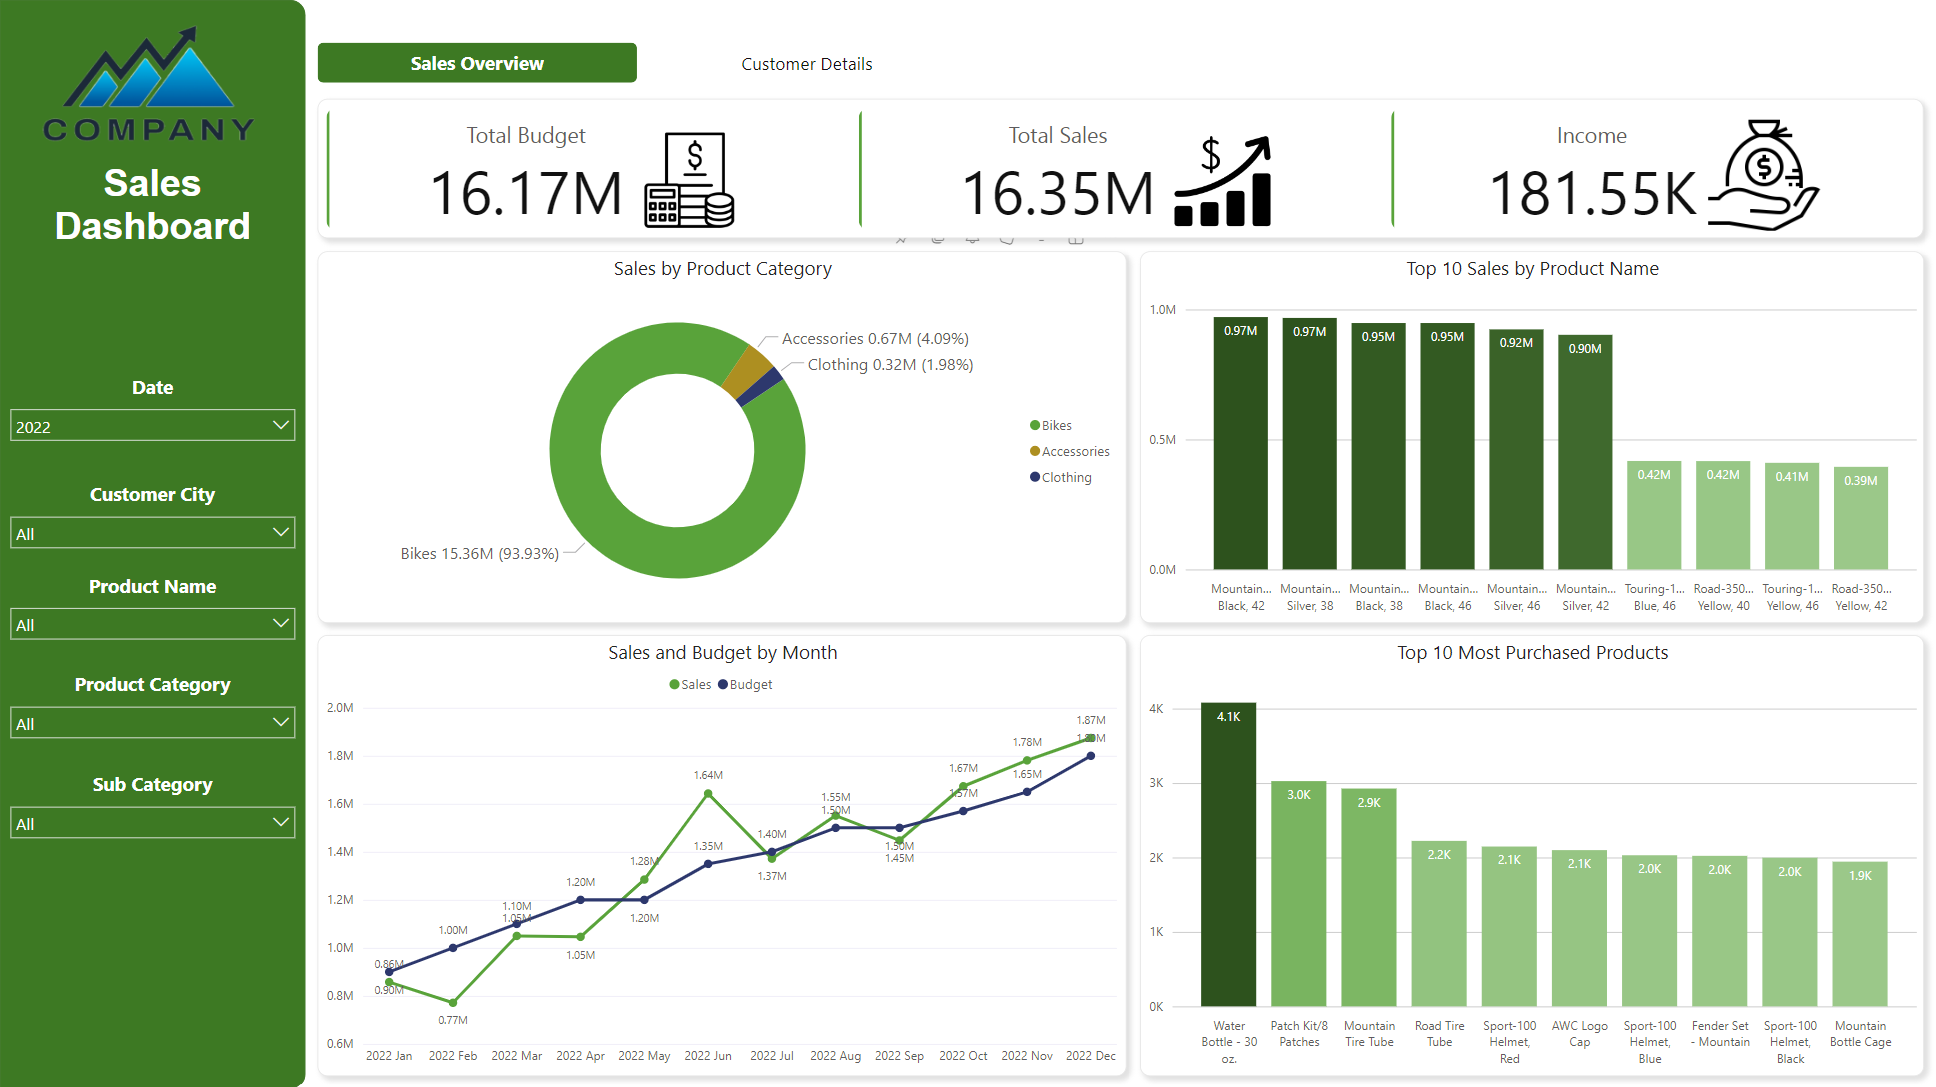 COMPANY
Sales
Dashboard
Date
2022
Customer City
All
Product Name
All
Product Category
All
Sub Category
All
Sales Overview
Customer Details
Total Budget
16.17M
$
Total Sales
16.35M
$
Income
181.55K
$
Sales by Product Category
Accessories 0.67M (4.09%)
Clothing 0.32M (1.98%)
Bikes 15.36M (93.93%)
Bikes
Accessories
Clothing
Top 10 Sales by Product Name
1.0M
0.5M
0.0M
0.97M 0.97M 0.95M 0.95M 0.92M 0.90M 0.42M 0.42M 0.41M 0.39M
Mountain... Mountain... Mountain... Mountain... Mountain... Mountain... Touring-1... Road-350... Touring-1... Road-350...
Black, 42 Silver, 38 Black, 38 Black, 46 Silver, 46 Silver, 42 Blue, 46 Yellow, 40 Yellow, 46 Yellow, 42
Sales and Budget by Month
Sales Budget
2.0M
1.8M
1.6M
1.4M
1.2M
1.0M
0.8M
0.6M
0.86M
0.90M
1.00M
0.77M
1.10M
1.05M
1.20M
1.05M
1.28M
1.20M
1.64M
1.35M
1.40M
1.37M
1.55M
1.50M
1.50M
1.45M
1.67M
1.57M
1.78M
1.65M
1.87M
1.80M
2022 Jan 2022 Feb 2022 Mar 2022 Apr 2022 May 2022 Jun 2022 Jul 2022 Aug 2022 Sep 2022 Oct 2022 Nov 2022 Dec
Top 10 Most Purchased Products
4K
3K
2K
1K
0K
4.1K 3.0K 2.9K 2.2K 2.1K 2.1K 2.0K 2.0K 2.0K 1.9K
Water Patch Kit/8 Mountain Road Tire Sport-100 AWC Logo Sport-100 Fender Set Sport-100 Mountain
Bottle - 30 Patches Tire Tube Tube Helmet, Cap Helmet, - Mountain Helmet, Bottle Cage
oz. Red Blue Black